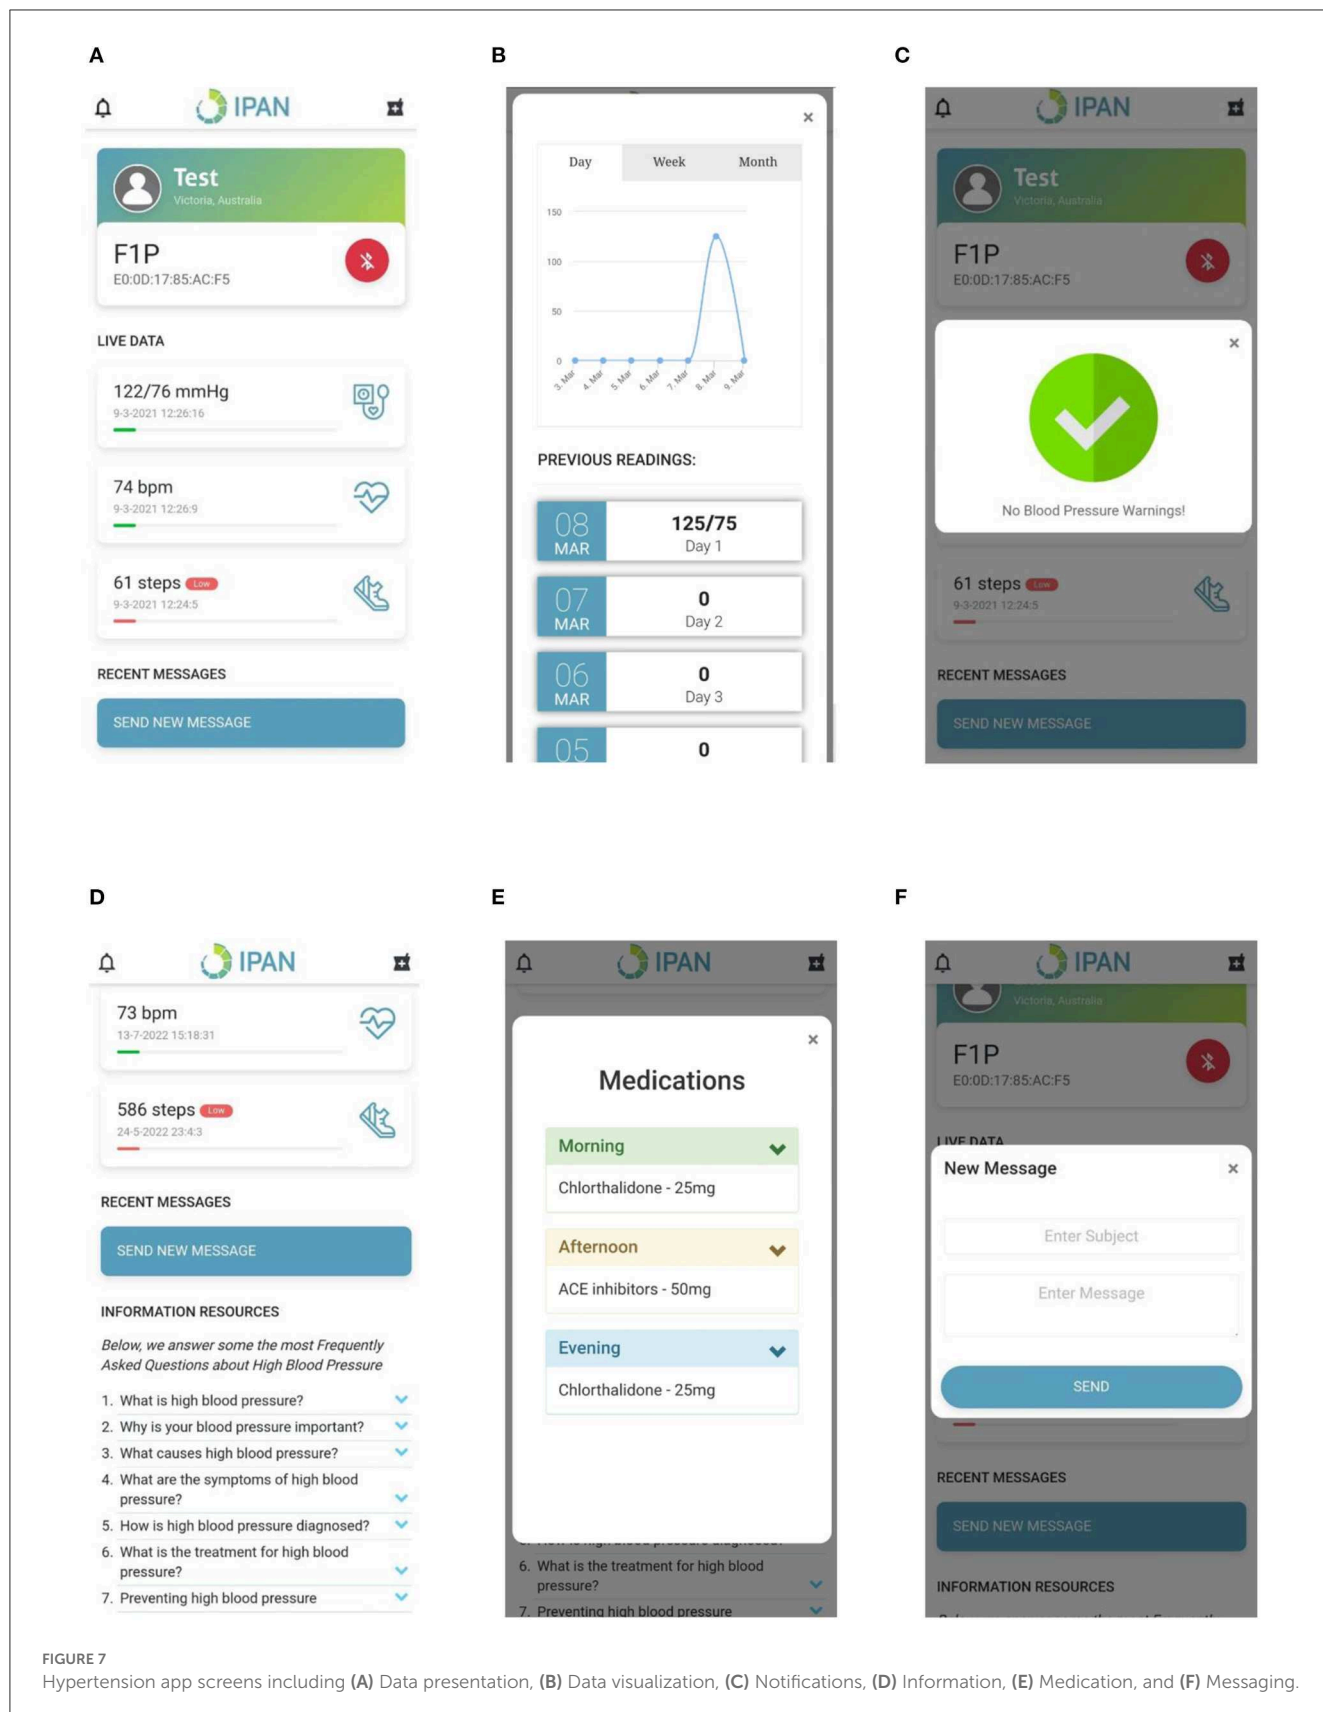 A
IPAN
Test
Victoria, Australia
F1P
E0:0D:17:85:AC:F5
LIVE DATA
122/76 mmHg
9-3-2021 12:26:16
74 bpm
9-3-2021 12:26:9
61 steps Low
9-3-2021 12:24:5
RECENT MESSAGES
SEND NEW MESSAGE
B
×
Day Week Month
150
100
50
0
3. Mar 4. Mar 5. Mar 6. Mar 7. Mar 8. Mar 9. Mar
PREVIOUS READINGS:
08 MAR
125/75
Day 1
07 MAR
0
Day 2
06 MAR
0
Day 3
05
0
C
IPAN
Test
Victoria, Australia
F1P
E0:0D:17:85:AC:F5
×
No Blood Pressure Warnings!
61 steps Low
9-3-2021 12:24:5
RECENT MESSAGES
SEND NEW MESSAGE
D
IPAN
73 bpm
13-7-2022 15:18:31
586 steps Low
24-5-2022 23:4:3
RECENT MESSAGES
SEND NEW MESSAGE
INFORMATION RESOURCES
Below, we answer some the most Frequently
Asked Questions about High Blood Pressure
1. What is high blood pressure?
2. Why is your blood pressure important?
3. What causes high blood pressure?
4. What are the symptoms of high blood
pressure?
5. How is high blood pressure diagnosed?
6. What is the treatment for high blood
pressure?
7. Preventing high blood pressure
E
IPAN
×
Medications
Morning
Chlorthalidone - 25mg
Afternoon
ACE inhibitors - 50mg
Evening
Chlorthalidone - 25mg
6. What is the treatment for high blood
pressure?
7. Preventing high blood pressure
F
IPAN
Victoria, Australia
F1P
E0:0D:17:85:AC:F5
LIVE DATA
New Message ×
Enter Subject
Enter Message
SEND
RECENT MESSAGES
SEND NEW MESSAGE
INFORMATION RESOURCES
FIGURE 7
Hypertension app screens including (A) Data presentation, (B) Data visualization, (C) Notifications, (D) Information, (E) Medication, and (F) Messaging.